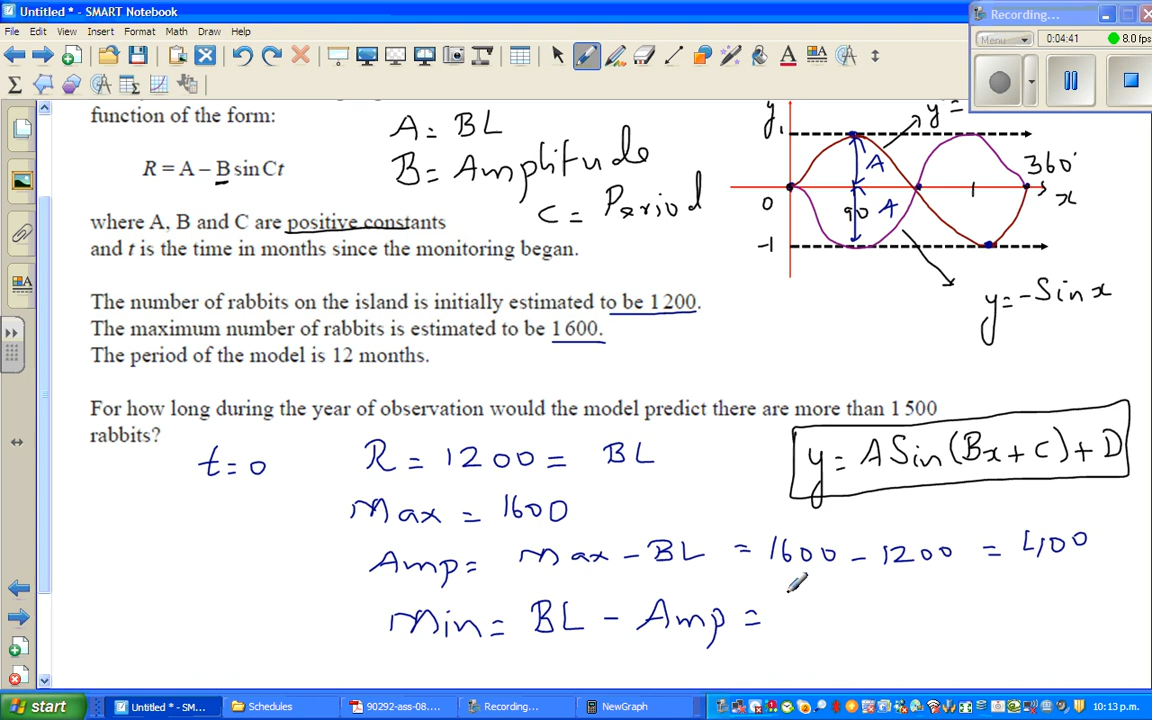 Untitled * - SMART Notebook
Recording...
File Edit View Insert Format Math Draw Help
Menu
0:04:41
8.0 fps
function of the form:
A = BL
R = A – B sin Ct
B = Amplitude
C = Period
where A, B and C are positive constants
and t is the time in months since the monitoring began.
y
1
y =
A
360°
0
90
A
x
-1
y = -Sin x
The number of rabbits on the island is initially estimated to be 1 200.
The maximum number of rabbits is estimated to be 1 600.
The period of the model is 12 months.
For how long during the year of observation would the model predict there are more than 1 500
rabbits?
t = 0 R = 1200 = BL
y = A Sin (Bx + C) + D
Max = 1600
Amp = Max - BL = 1600 - 1200 = 400
Min = BL - Amp =
start
Untitled * - SM...
Schedules
90292-ass-08....
Recording...
NewGraph
10:13 p.m.